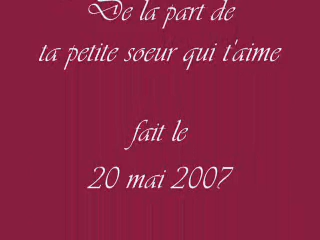 De la part de
ta petite soeur qui t'aime
fait le
20 mai 2007